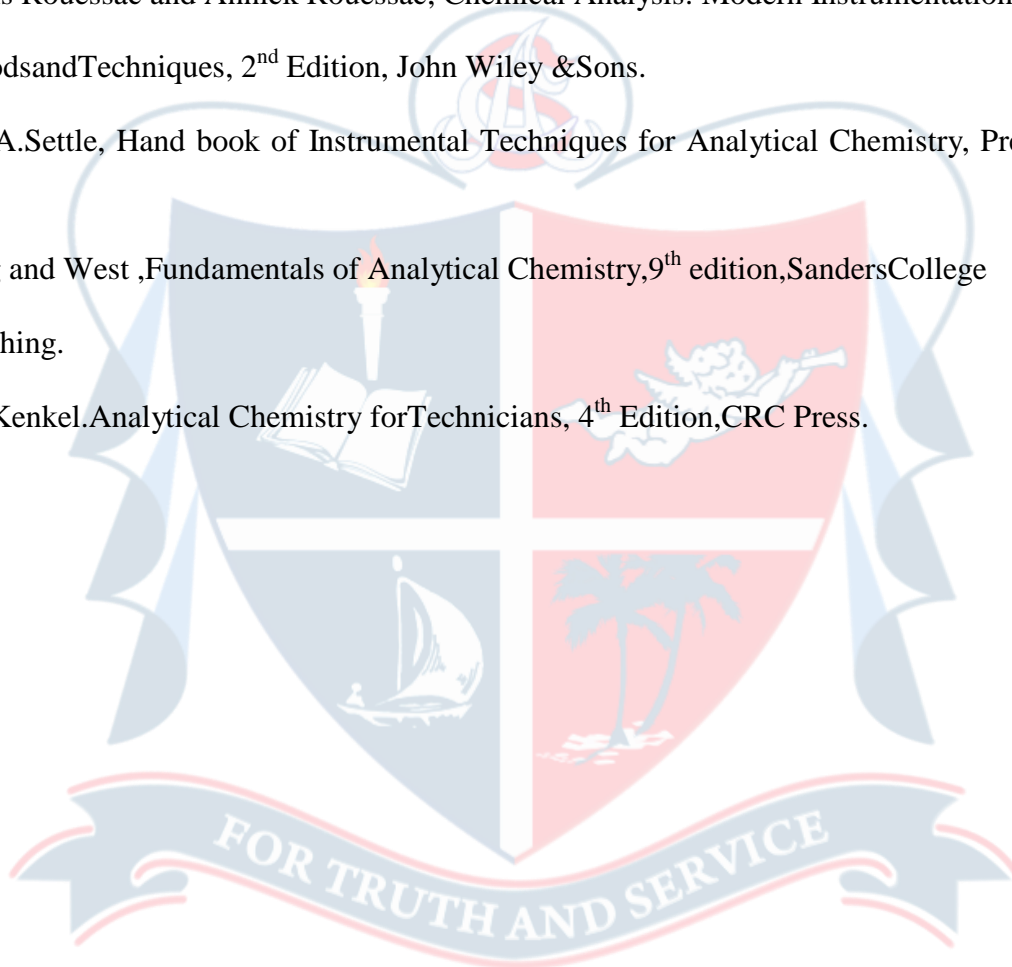 s Rouessac and Annick Rouessac, Chemical Analysis: Modern Instrumentation
odsandTechniques, 2nd Edition, John Wiley &Sons.
A.Settle, Hand book of Instrumental Techniques for Analytical Chemistry, Pr
and West ,Fundamentals of Analytical Chemistry,9th edition,SandersCollege
hing.
Kenkel.Analytical Chemistry forTechnicians, 4th Edition,CRC Press.
FOR TRUTH AND SERVICE